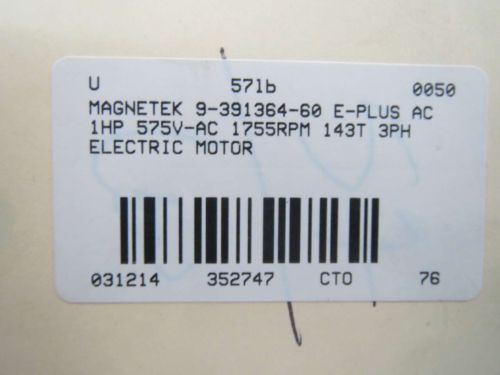 U 57lb 0050
MAGNETEK 9-391364-60 E-PLUS AC
1HP 575V-AC 1755RPM 143T 3PH
ELECTRIC MOTOR
031214 352747 CTO 76